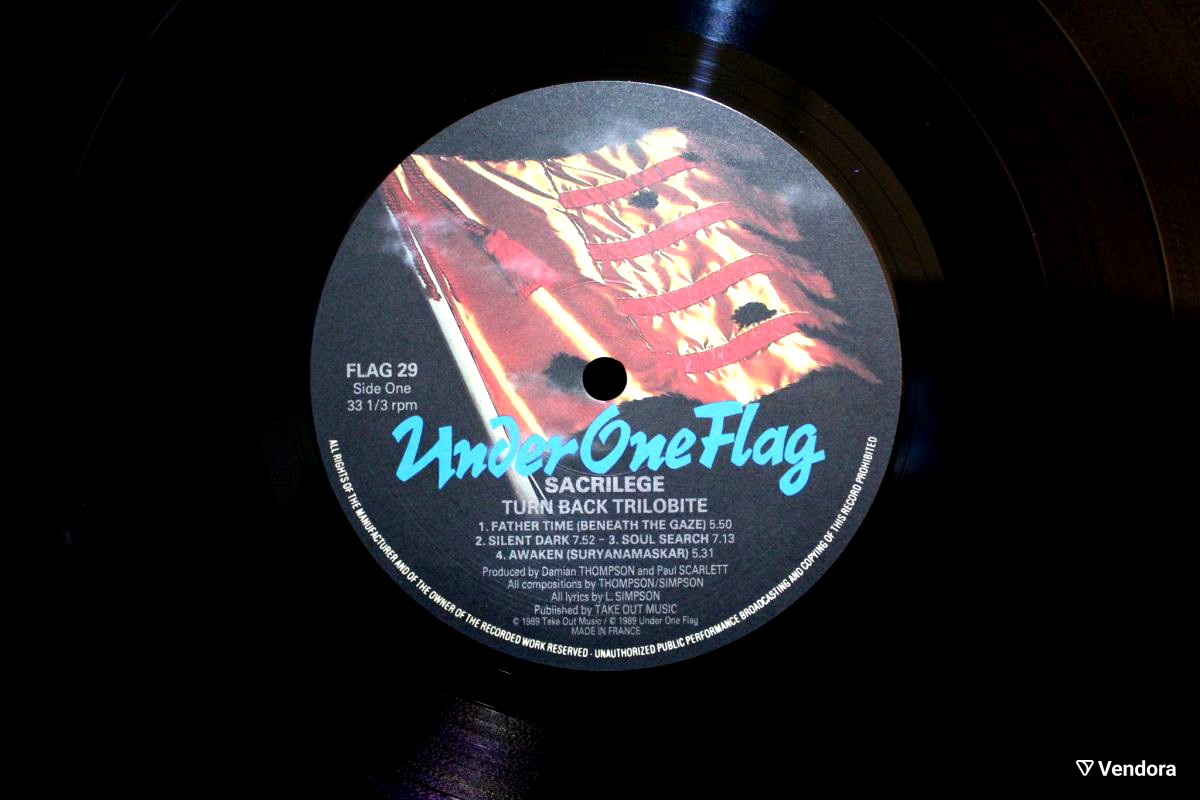 FLAG 29
Side One
33 1/3 rpm
Under One Flag
SACRILEGE
TURN BACK TRILOBITE
1. FATHER TIME (BENEATH THE GAZE) 5.50
2. SILENT DARK 7.52 – 3. SOUL SEARCH 7.13
4. AWAKEN (SURYANAMASKAR) 5.31
Produced by Damian THOMPSON and Paul SCARLETT
All compositions by THOMPSON/SIMPSON
All lyrics by L. SIMPSON
Published by TAKE OUT MUSIC
© 1989 Take Out Music / © 1989 Under One Flag
MADE IN FRANCE
ALL RIGHTS OF THE MANUFACTURER AND OF THE OWNER OF THE RECORDED WORK RESERVED - UNAUTHORIZED PUBLIC PERFORMANCE BROADCASTING AND COPYING OF THIS RECORD PROHIBITED
Vendora